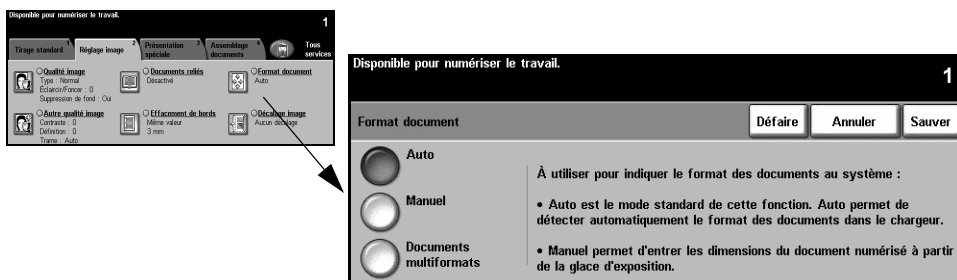 Disponible pour numériser le travail.
1
Tirage standard 1
Réglage image 2
Présentation spéciale 3
Assemblage documents 4
Tous services
Qualité image
Type : Normal
Éclaircir/Foncer : 0
Suppression de fond : Oui
Documents reliés
Désactivé
Format document
Auto
Autre qualité image
Contraste : 0
Définition : 0
Trame : Auto
Effacement de bords
Même valeur
3 mm
Décalage image
Aucun décalage
Disponible pour numériser le travail.
1
Format document
Défaire
Annuler
Sauver
Auto
Manuel
Documents
multiformats
À utiliser pour indiquer le format des documents au système :
• Auto est le mode standard de cette fonction. Auto permet de
détecter automatiquement le format des documents dans le chargeur.
• Manuel permet d'entrer les dimensions du document numérisé à partir
de la glace d'exposition.